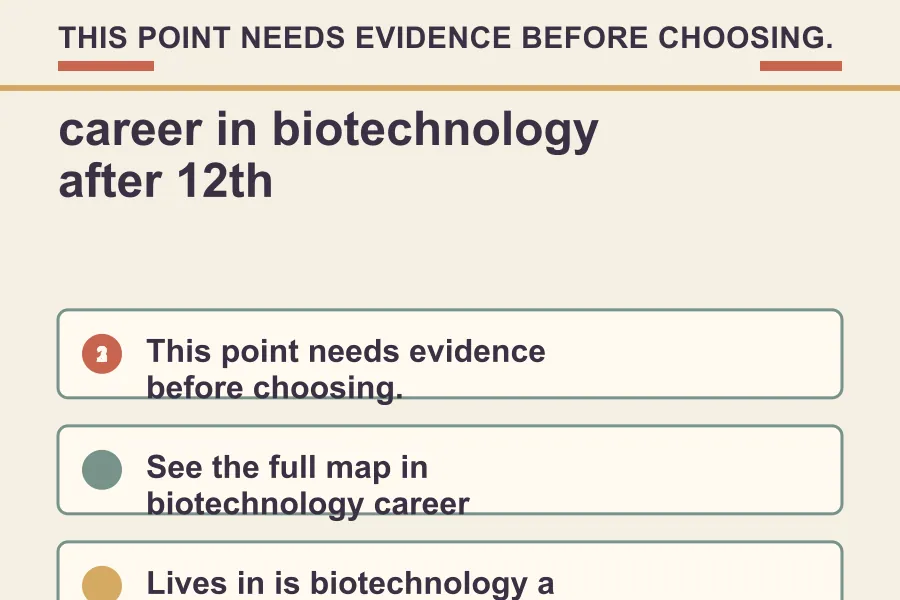 THIS POINT NEEDS EVIDENCE BEFORE CHOOSING.
career in biotechnology
after 12th
This point needs evidence
before choosing.
See the full map in
biotechnology career
Lives in is biotechnology a